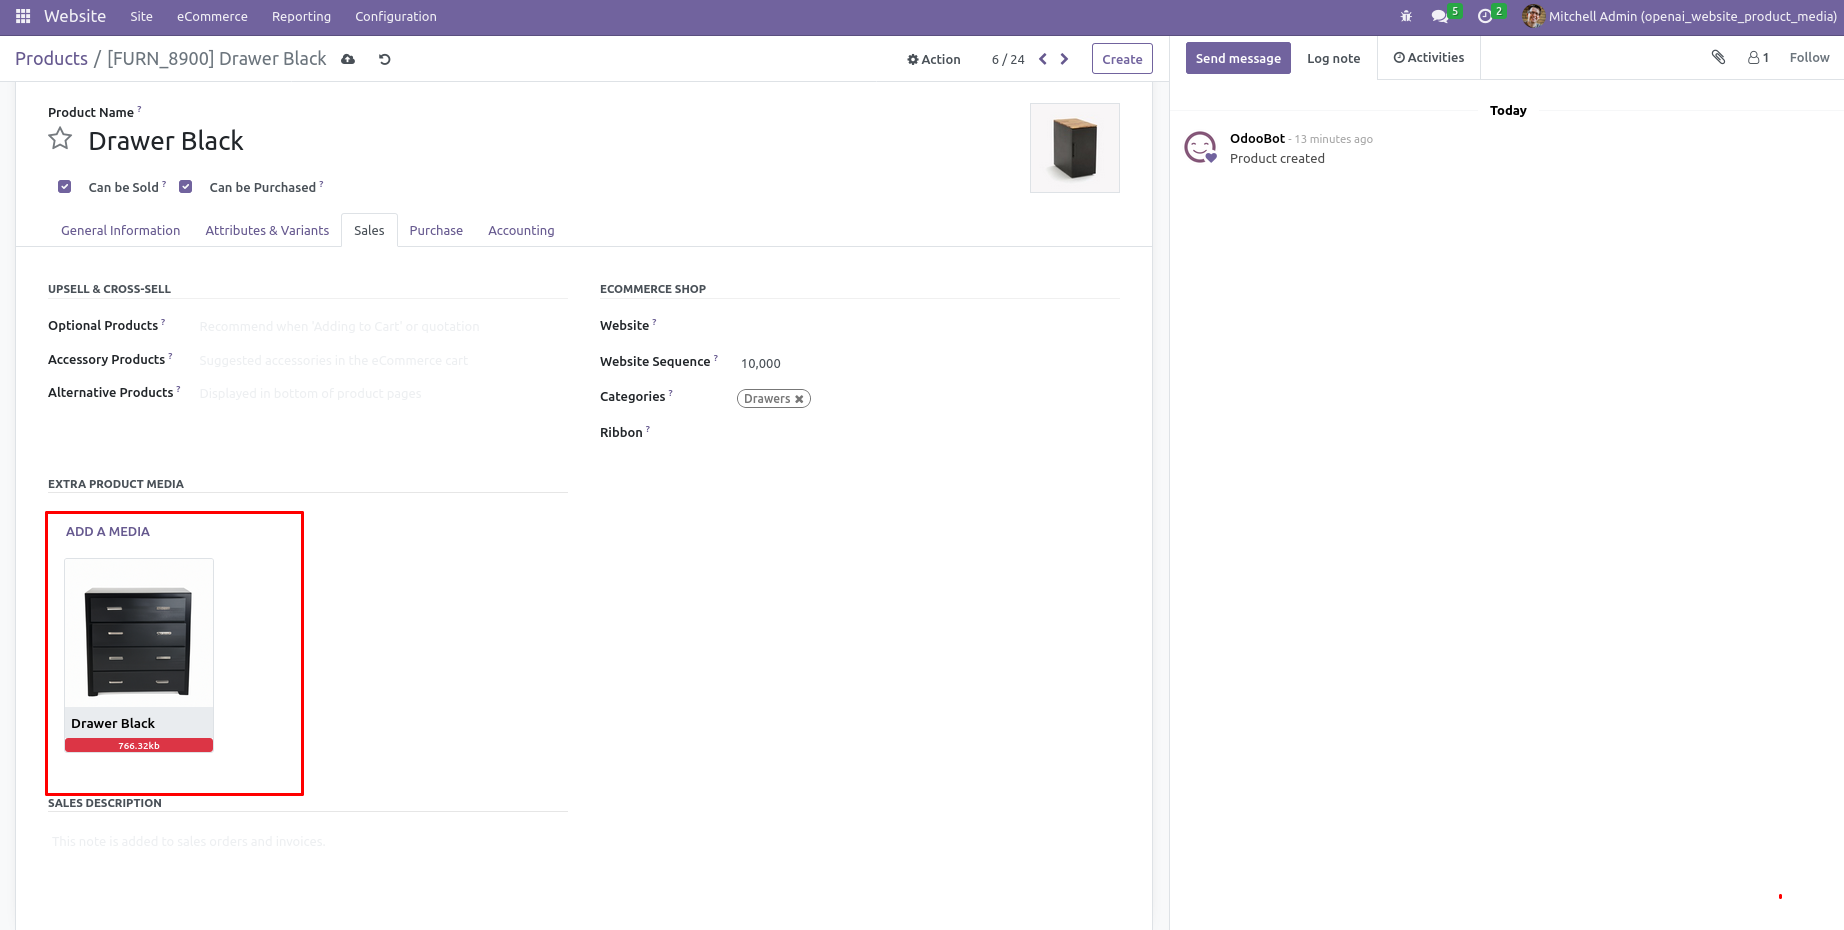 Website Site eCommerce Reporting Configuration 5 2 Mitchell Admin (openai_website_product_media)
Products / [FURN_8900] Drawer Black Action 6 / 24 Create
Send message Log note Activities 1 Follow
Product Name ?
Drawer Black
Can be Sold ? Can be Purchased ?
General Information Attributes & Variants Sales Purchase Accounting
UPSELL & CROSS-SELL
Optional Products ? Recommend when 'Adding to Cart' or quotation
Accessory Products ? Suggested accessories in the eCommerce cart
Alternative Products ? Displayed in bottom of product pages
ECOMMERCE SHOP
Website ?
Website Sequence ? 10,000
Categories ? Drawers
Ribbon ?
EXTRA PRODUCT MEDIA
ADD A MEDIA
Drawer Black
766.32kb
SALES DESCRIPTION
This note is added to sales orders and invoices.
Today
OdooBot - 13 minutes ago
Product created